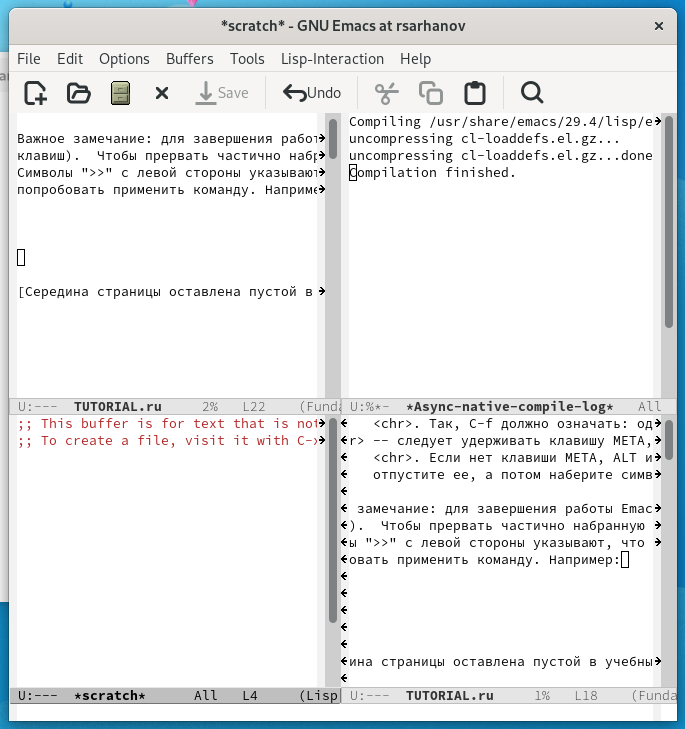 *scratch* - GNU Emacs at rsarhanov
File Edit Options Buffers Tools Lisp-Interaction Help
Save Undo
Важное замечание: для завершения работ
клавиш).  Чтобы прервать частично набр
Символы ">>" с левой стороны указывают
попробовать применить команду. Наприме
[Середина страницы оставлена пустой в
U:---  TUTORIAL.ru     2%   L22    (Funda
Compiling /usr/share/emacs/29.4/lisp/e
uncompressing cl-loaddefs.el.gz...
uncompressing cl-loaddefs.el.gz...done
Compilation finished.
U:%*-  *Async-native-compile-log*   All
;; This buffer is for text that is not
;; To create a file, visit it with C-x
U:---  *scratch*      All   L4     (Lisp
<chr>. Так, C-f должно означать: од
r> -- следует удерживать клавишу META,
<chr>. Если нет клавиши META, ALT и
отпустите ее, а потом наберите симв
замечание: для завершения работы Emac
).  Чтобы прервать частично набранную
ы ">>" с левой стороны указывают, что
овать применить команду. Например:
ина страницы оставлена пустой в учебны
U:---  TUTORIAL.ru     1%   L18    (Funda